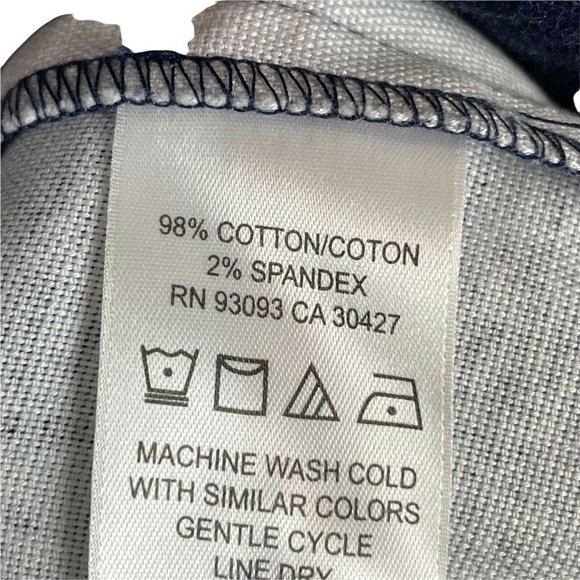 98% COTTON/COTON
2% SPANDEX
RN 93093 CA 30427
MACHINE WASH COLD
WITH SIMILAR COLORS
GENTLE CYCLE
LINE DRY